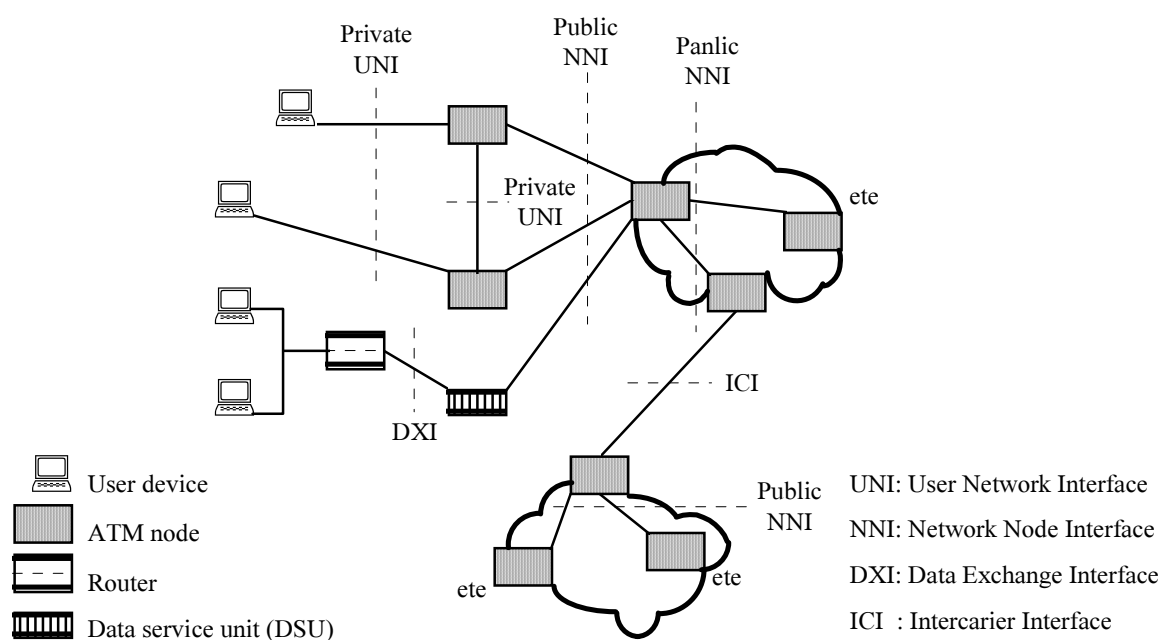 Private
UNI
Public
NNI
Panlic
NNI
Private
UNI
ete
ICI
DXI
Public
NNI
ete
ete
User device
ATM node
Router
Data service unit (DSU)
UNI: User Network Interface
NNI: Network Node Interface
DXI: Data Exchange Interface
ICI : Intercarier Interface